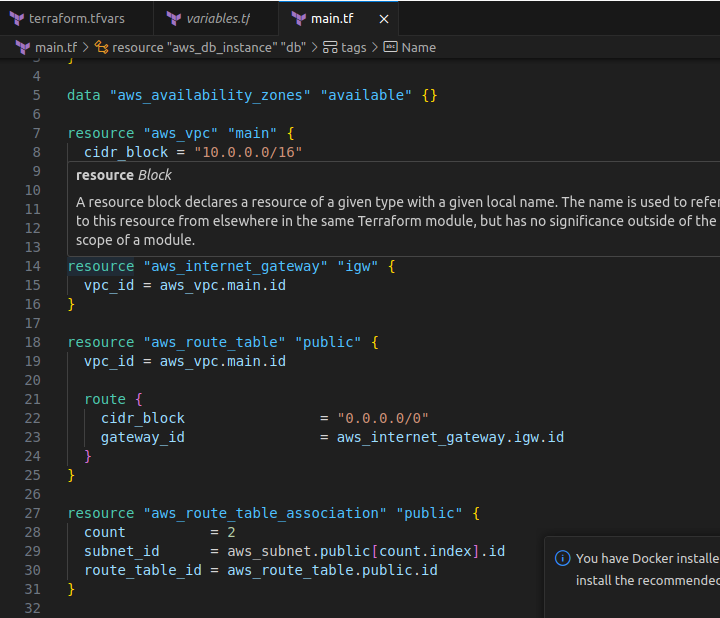 terraform.tfvars variables.tf main.tf ×
main.tf > resource "aws_db_instance" "db" > tags > abc Name
3 }
4
5 data "aws_availability_zones" "available" {}
6
7 resource "aws_vpc" "main" {
8 cidr_block = "10.0.0.0/16"
9 resource Block
10 A resource block declares a resource of a given type with a given local name. The name is used to refer
11 to this resource from elsewhere in the same Terraform module, but has no significance outside of the
12 scope of a module.
13
14 resource "aws_internet_gateway" "igw" {
15 vpc_id = aws_vpc.main.id
16 }
17
18 resource "aws_route_table" "public" {
19 vpc_id = aws_vpc.main.id
20
21 route {
22 cidr_block = "0.0.0.0/0"
23 gateway_id = aws_internet_gateway.igw.id
24 }
25 }
26
27 resource "aws_route_table_association" "public" {
28 count = 2
29 subnet_id = aws_subnet.public[count.index].id
30 route_table_id = aws_route_table.public.id
31 }
32
You have Docker installe
install the recommended